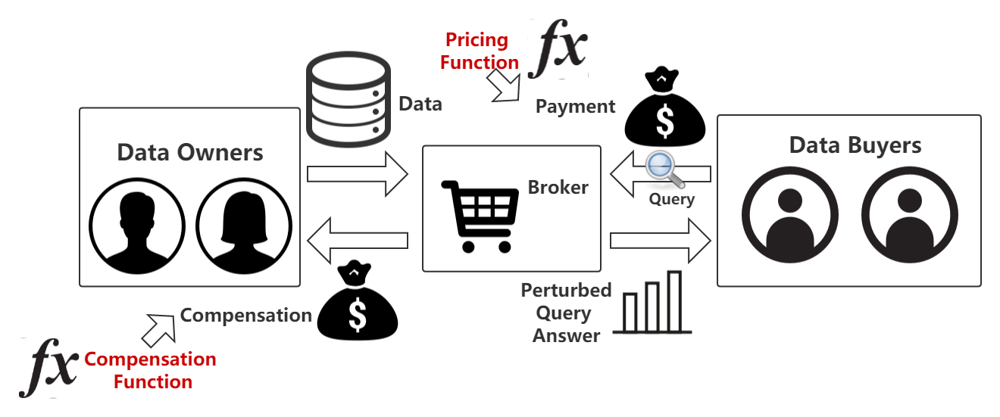 Pricing
Function
fx
Data
Payment
$
Data Owners
Data Buyers
Broker
Query
Compensation
$
Perturbed
Query
Answer
fx
Compensation
Function